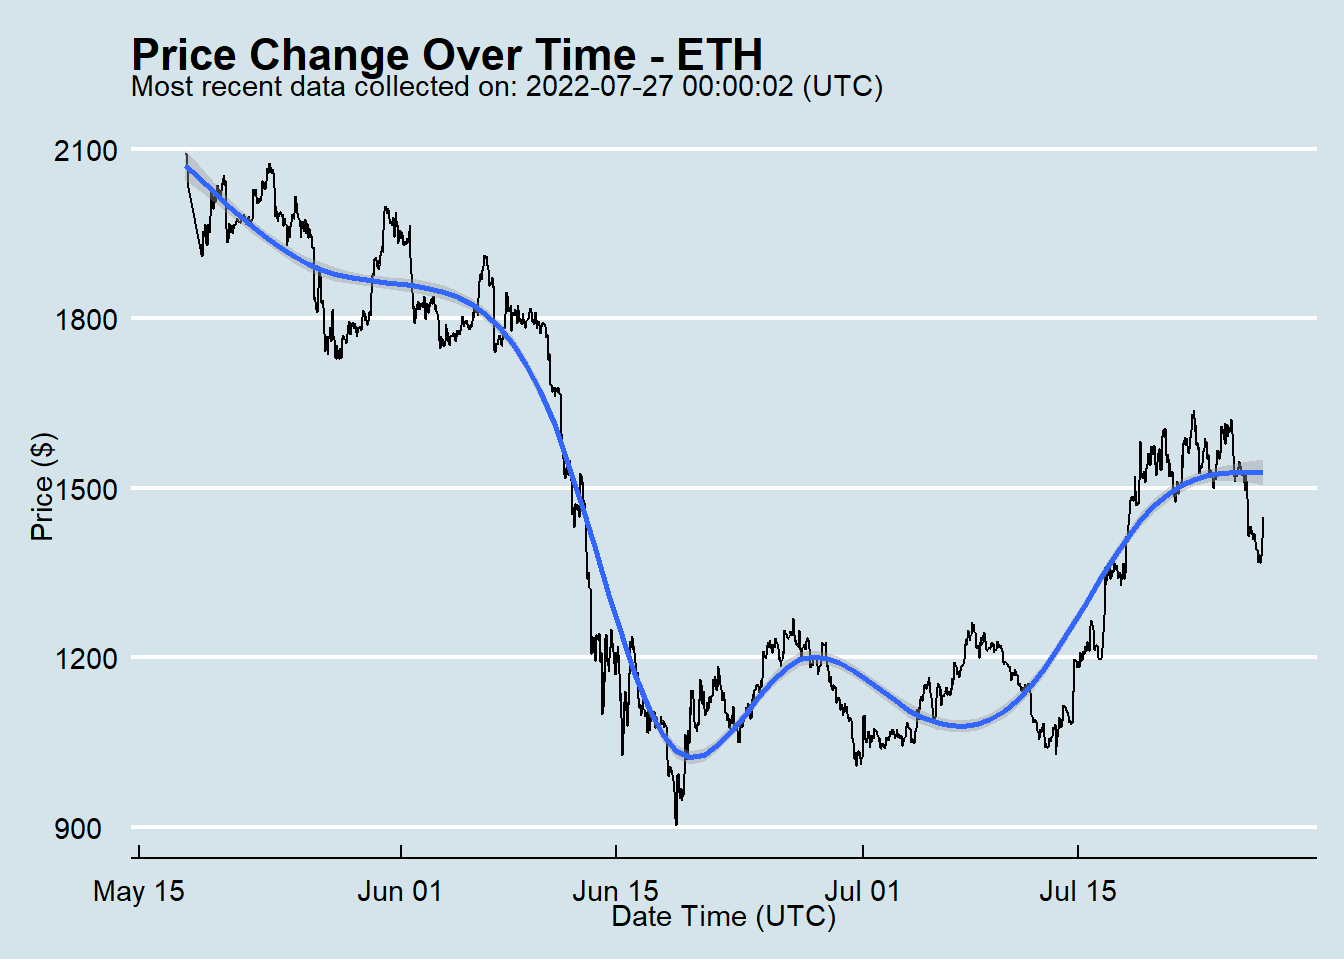 Price Change Over Time - ETH
Most recent data collected on: 2022-07-27 00:00:02 (UTC)
2100
1800
1500
1200
900
Price ($)
May 15
Jun 01
Jun 15
Jul 01
Jul 15
Date Time (UTC)